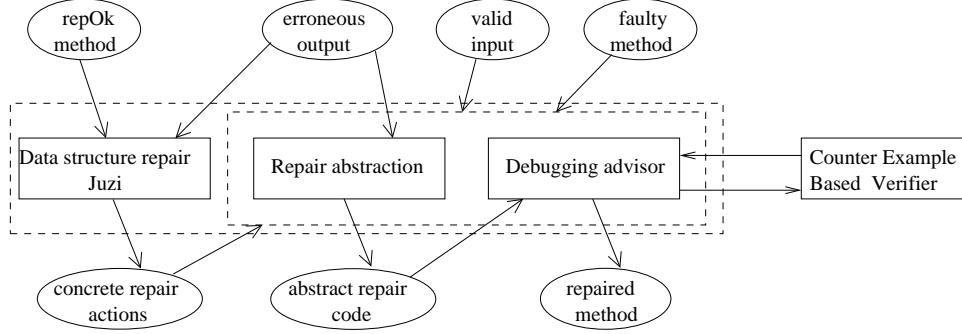 repOk
method
erroneous
output
valid
input
faulty
method
Data structure repair
Juzi
Repair abstraction
Debugging advisor
Counter Example
Based Verifier
concrete repair
actions
abstract repair
code
repaired
method